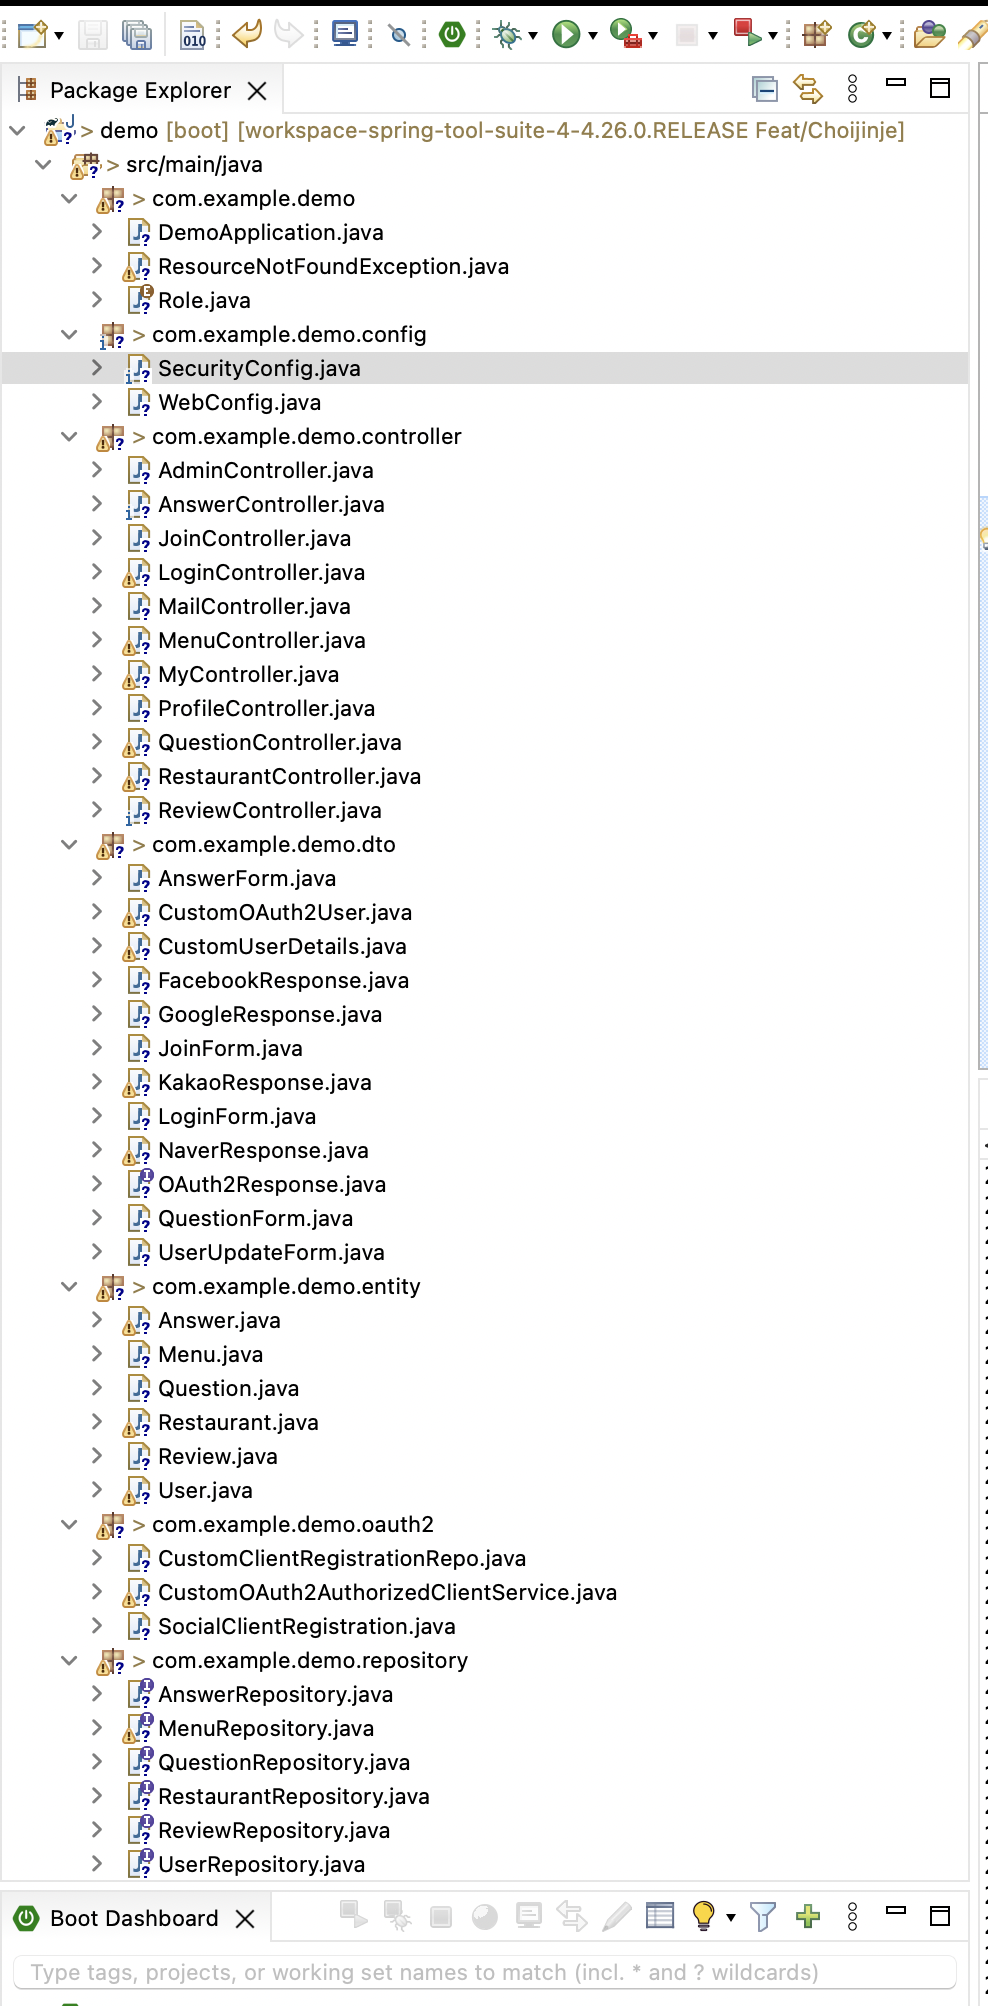 010
Package Explorer
> demo [boot] [workspace-spring-tool-suite-4-4.26.0.RELEASE Feat/Choijinje]
> src/main/java
> com.example.demo
DemoApplication.java
ResourceNotFoundException.java
Role.java
> com.example.demo.config
SecurityConfig.java
WebConfig.java
> com.example.demo.controller
AdminController.java
AnswerController.java
JoinController.java
LoginController.java
MailController.java
MenuController.java
MyController.java
ProfileController.java
QuestionController.java
RestaurantController.java
ReviewController.java
> com.example.demo.dto
AnswerForm.java
CustomOAuth2User.java
CustomUserDetails.java
FacebookResponse.java
GoogleResponse.java
JoinForm.java
KakaoResponse.java
LoginForm.java
NaverResponse.java
OAuth2Response.java
QuestionForm.java
UserUpdateForm.java
> com.example.demo.entity
Answer.java
Menu.java
Question.java
Restaurant.java
Review.java
User.java
> com.example.demo.oauth2
CustomClientRegistrationRepo.java
CustomOAuth2AuthorizedClientService.java
SocialClientRegistration.java
> com.example.demo.repository
AnswerRepository.java
MenuRepository.java
QuestionRepository.java
RestaurantRepository.java
ReviewRepository.java
UserRepository.java
Boot Dashboard
Type tags, projects, or working set names to match (incl. * and ? wildcards)